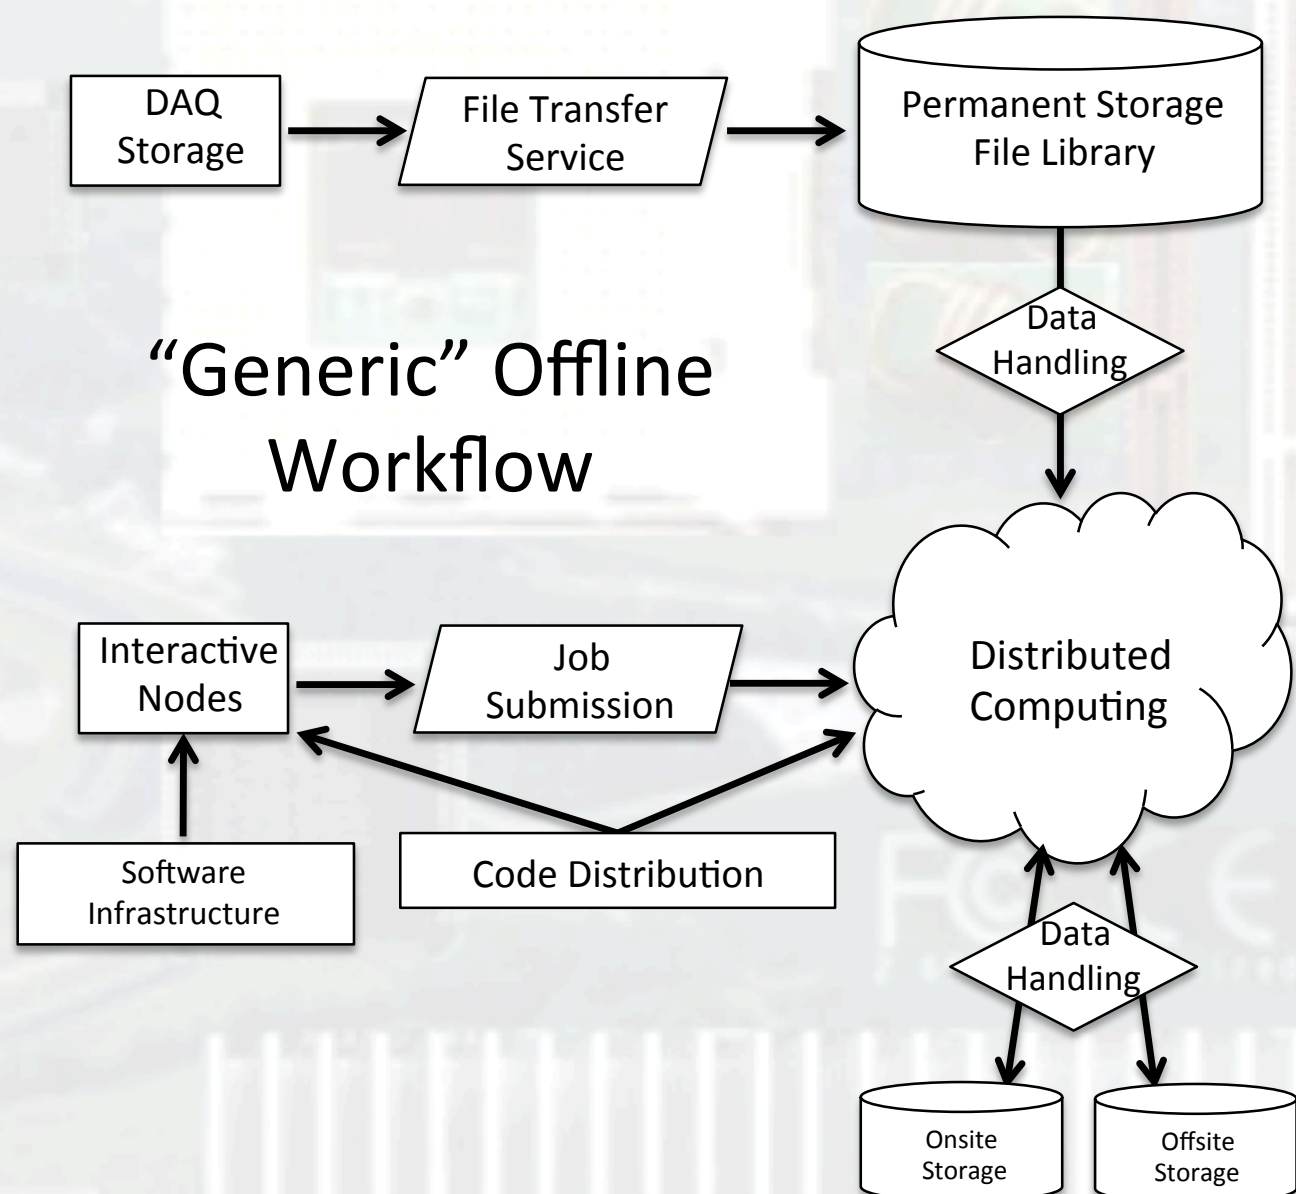 DAQ
Storage
File Transfer
Service
Permanent Storage
File Library
Data
Handling
“Generic” Offline
Workflow
Interactive
Nodes
Job
Submission
Distributed
Computing
Software
Infrastructure
Code Distribution
Data
Handling
Onsite
Storage
Offsite
Storage